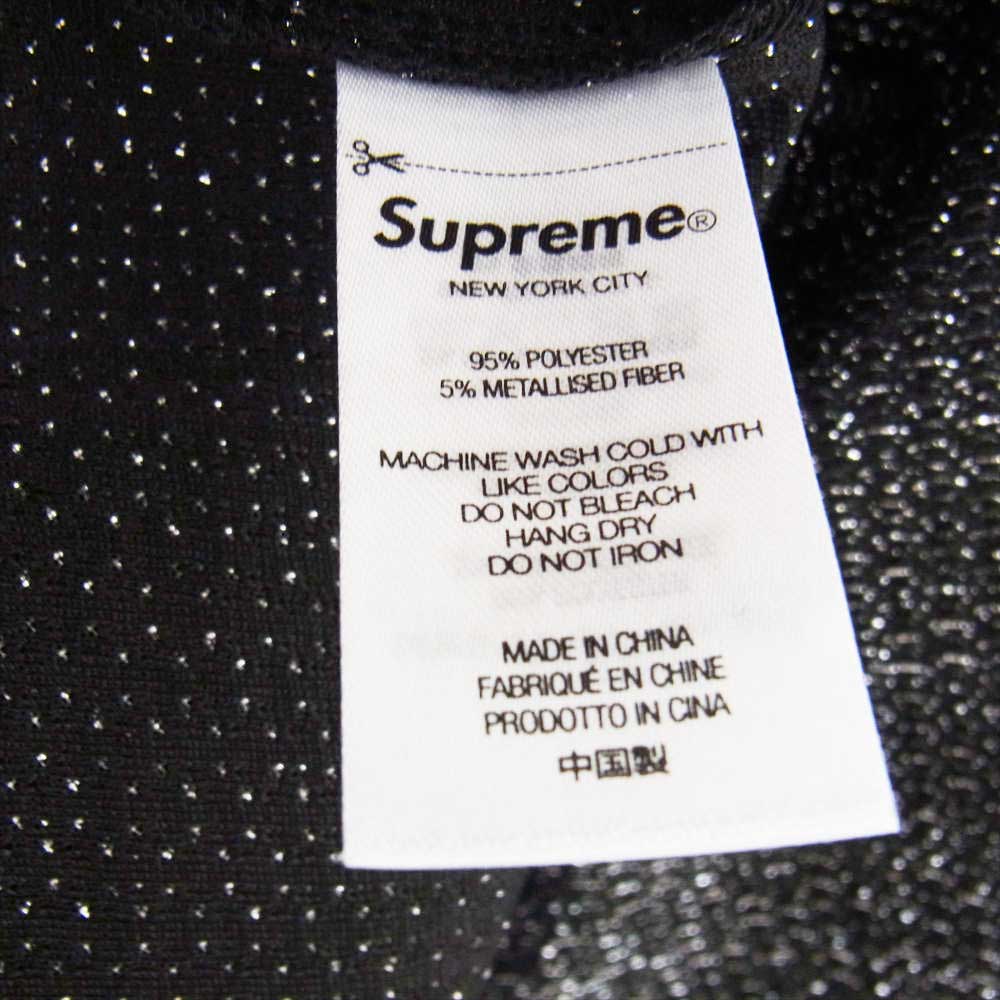 Supreme®
NEW YORK CITY
95% POLYESTER
5% METALLISED FIBER
MACHINE WASH COLD WITH
LIKE COLORS
DO NOT BLEACH
HANG DRY
DO NOT IRON
MADE IN CHINA
FABRIQUÉ EN CHINE
PRODOTTO IN CINA
中国製